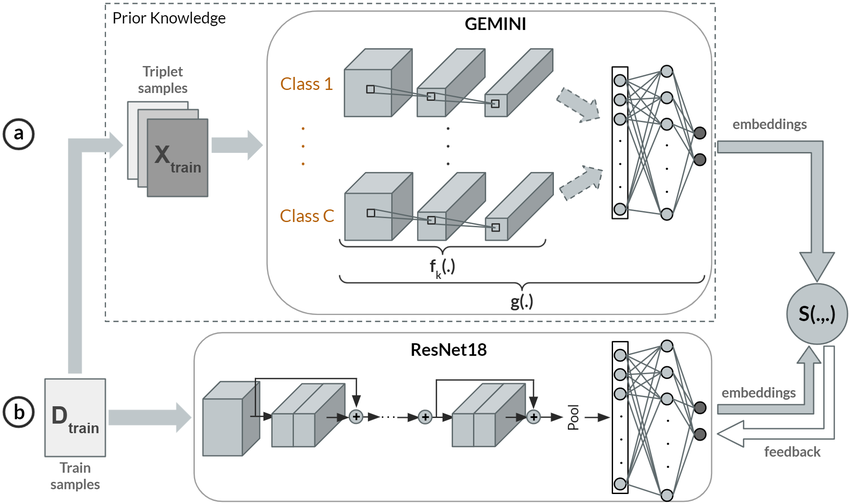 Prior Knowledge
GEMINI
Triplet
samples
Class 1
a
X train
embeddings
Class C
f k (.)
g(.)
S(.,.)
ResNet18
b
D train
Pool
embeddings
feedback
Train
samples